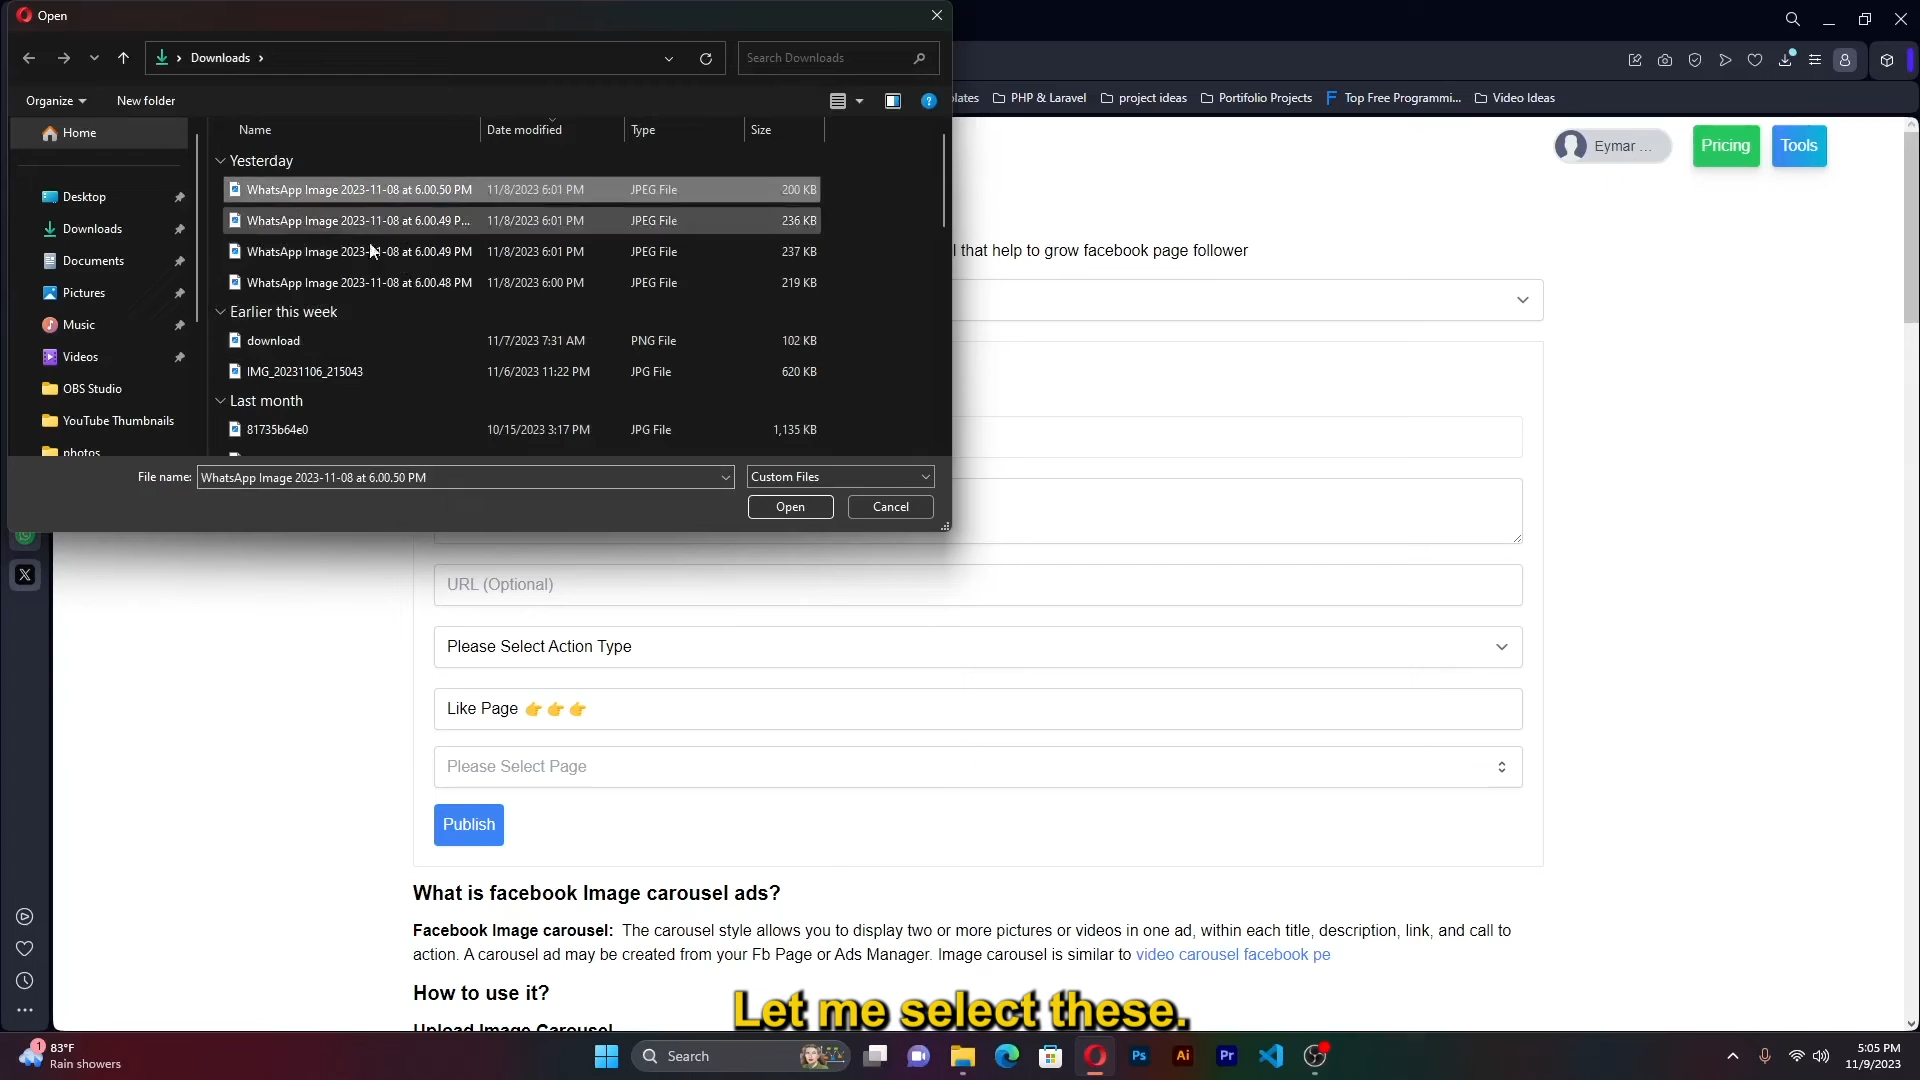 Open
Downloads
Search Downloads
Organize
New folder
PHP & Laravel
project ideas
Portifolio Projects
Top Free Programmi...
Video Ideas
Home
Name
Date modified
Type
Size
Eymar ...
Pricing
Tools
Yesterday
Desktop
WhatsApp Image 2023-11-08 at 6.00.50 PM 11/8/2023 6:01 PM JPEG File 200 KB
Downloads
WhatsApp Image 2023-11-08 at 6.00.49 P... 11/8/2023 6:01 PM JPEG File 236 KB
Documents
WhatsApp Image 2023-11-08 at 6.00.49 PM 11/8/2023 6:01 PM JPEG File 237 KB
that help to grow facebook page follower
Pictures
WhatsApp Image 2023-11-08 at 6.00.48 PM 11/8/2023 6:00 PM JPEG File 219 KB
Music
Earlier this week
Videos
download 11/7/2023 7:31 AM PNG File 102 KB
OBS Studio
IMG_20231106_215043 11/6/2023 11:22 PM JPG File 620 KB
YouTube Thumbnails
Last month
photos
81735b64e0 10/15/2023 3:17 PM JPG File 1,135 KB
File name: WhatsApp Image 2023-11-08 at 6.00.50 PM
Custom Files
Open
Cancel
URL (Optional)
Please Select Action Type
Like Page 👉👉👉
Please Select Page
Publish
What is facebook Image carousel ads?
Facebook Image carousel: The carousel style allows you to display two or more pictures or videos in one ad, within each title, description, link, and call to
action. A carousel ad may be created from your Fb Page or Ads Manager. Image carousel is similar to video carousel facebook pe
How to use it?
Upload Image Carousel
Let me select these.
1
83°F
Rain showers
Search
Ps
Ai
Pr
5:05 PM
11/9/2023